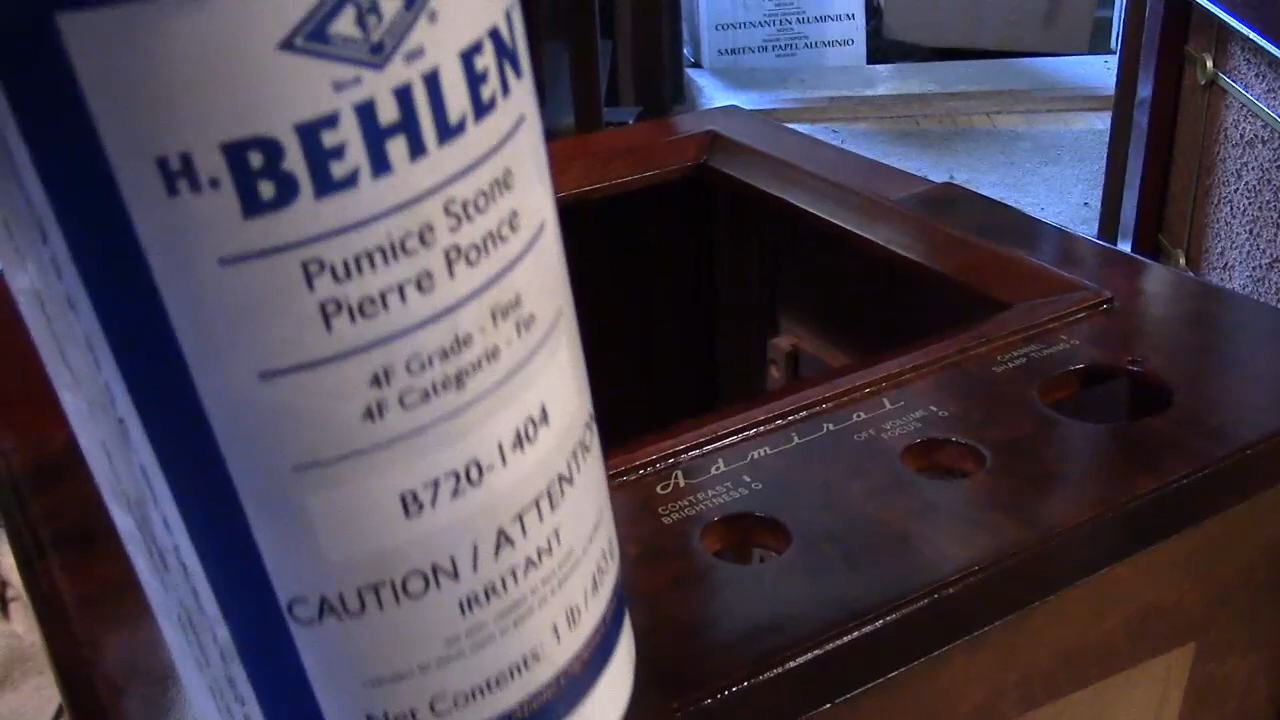 H. BEHLEN
Pumice Stone
Pierre Ponce
4F Grade - Fine
4F Catégorie - Fin
B720-1404
CAUTION / ATTENTION
IRRITANT
Net Contents: 1 lb / 453 g
CONTENANT EN ALUMINIUM
SARTÉN DE PAPEL ALUMINIO
Admiral
CONTRAST
BRIGHTNESS
OFF VOLUME
FOCUS
CHANNEL
SHARP TUNING